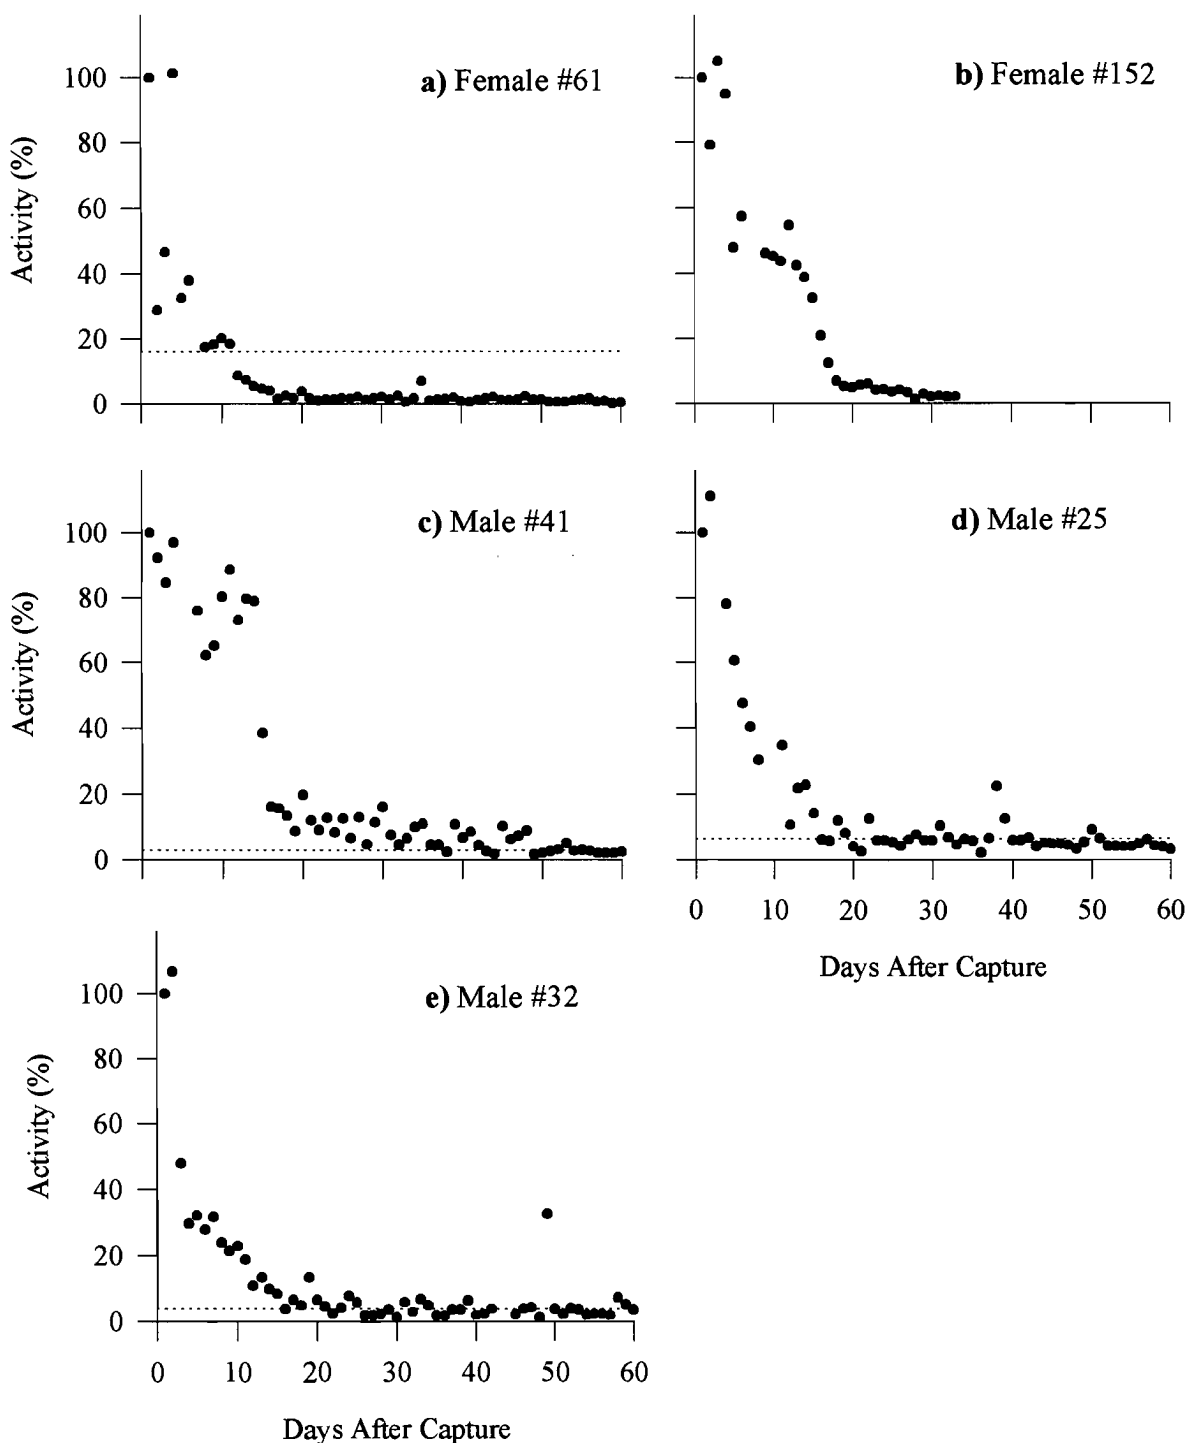 a) Female #61
b) Female #152
Activity (%)
100
80
60
40
20
0
c) Male #41
d) Male #25
Activity (%)
100
80
60
40
20
0
0 10 20 30 40 50 60
Days After Capture
e) Male #32
Activity (%)
100
80
60
40
20
0
0 10 20 30 40 50 60
Days After Capture